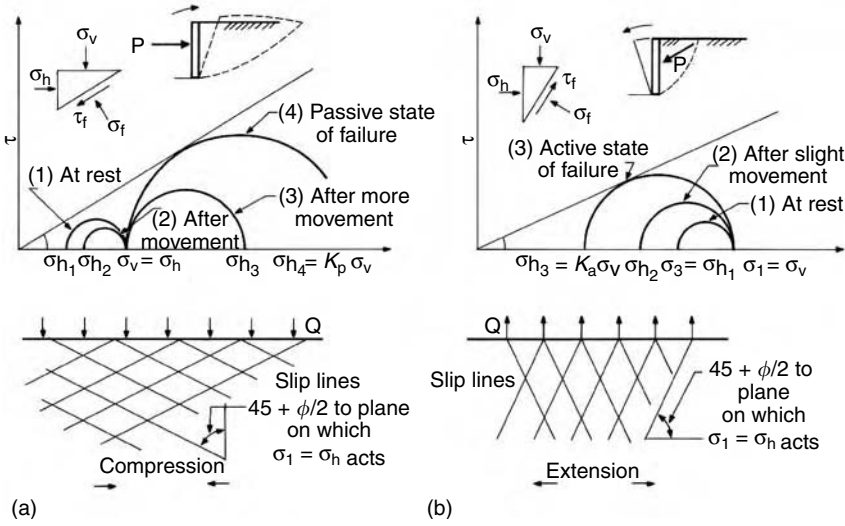 P
σv
σh
τf
σf
τ
(4) Passive state
of failure
(1) At rest
(2) After
movement
(3) After more
movement
σh1 σh2 σv = σh σh3 σh4 = Kp σv
Q
Slip lines
45 + ϕ/2 to plane
on which
σ1 = σh acts
Compression
(a)
P
σv
σh
τf
σf
τ
(3) Active state
of failure
(2) After slight
movement
(1) At rest
σh3 = Kaσv σh2 σ3 = σh1 σ1 = σv
Q
Slip lines
45 + ϕ/2 to
plane
on which
σ1 = σh acts
Extension
(b)